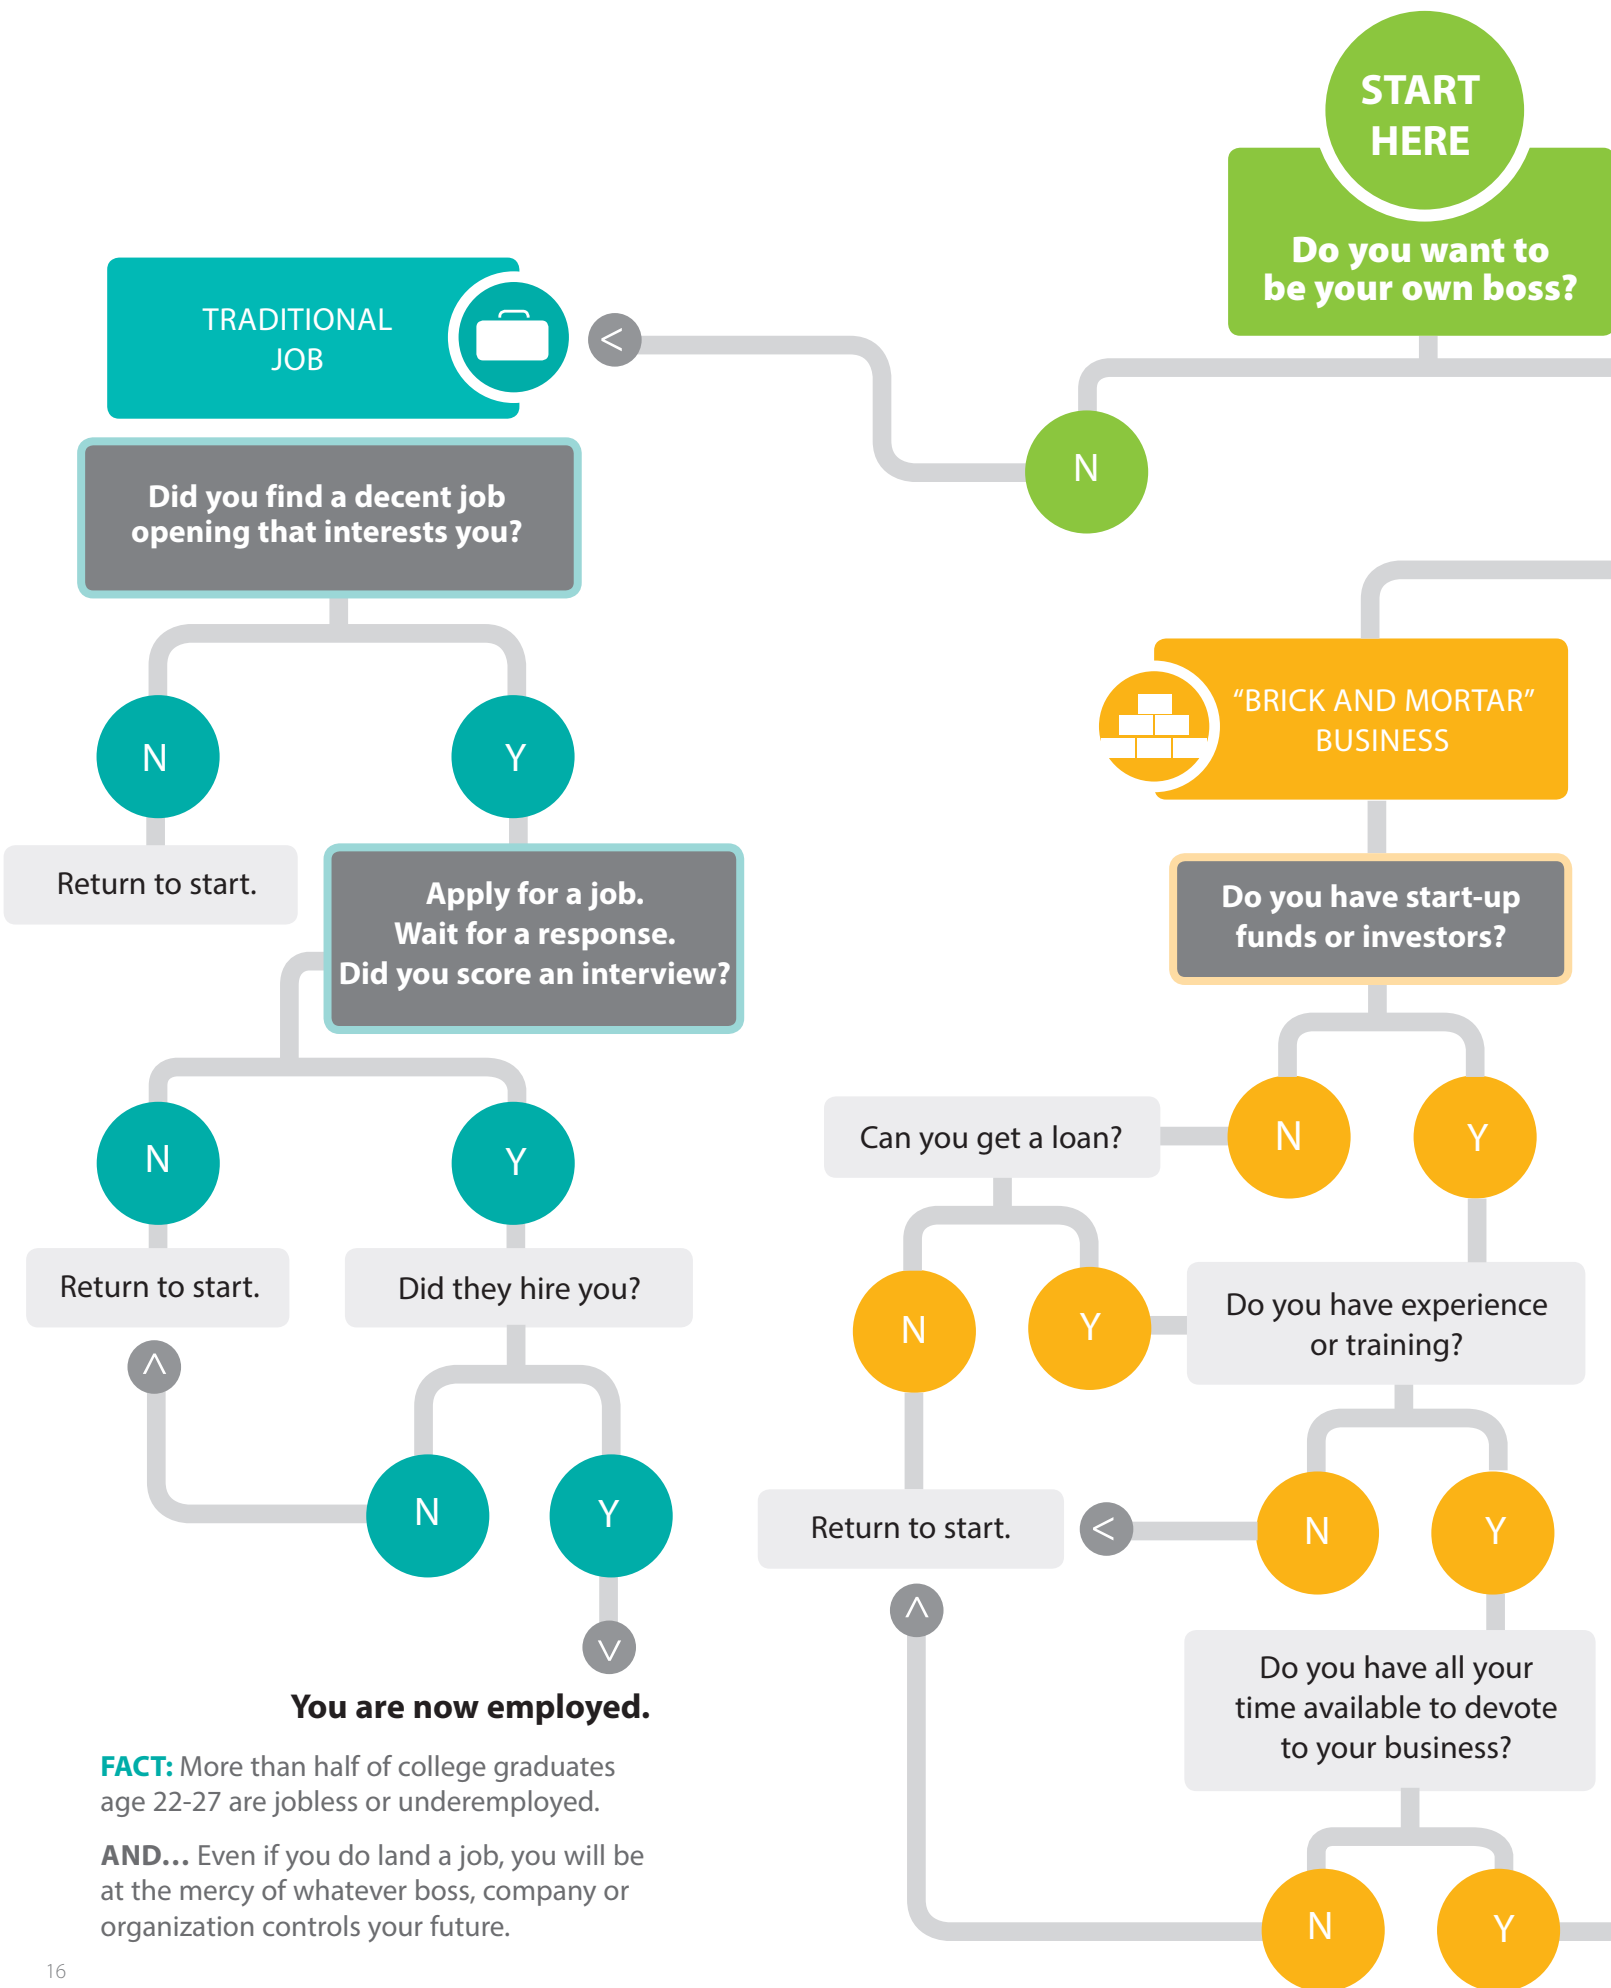 START
HERE
Do you want to
be your own boss?
N
TRADITIONAL
JOB
<
Did you find a decent job
opening that interests you?
N
Y
Return to start.
Apply for a job.
Wait for a response.
Did you score an interview?
N
Y
Return to start.
Did they hire you?
<
N
Y
<
You are now employed.
FACT: More than half of college graduates
age 22-27 are jobless or underemployed.
AND... Even if you do land a job, you will be
at the mercy of whatever boss, company or
organization controls your future.
“BRICK AND MORTAR”
BUSINESS
Do you have start-up
funds or investors?
N
Y
Can you get a loan?
N
Y
Do you have experience
or training?
Return to start.
<
N
Y
<
Do you have all your
time available to devote
to your business?
N
Y
16